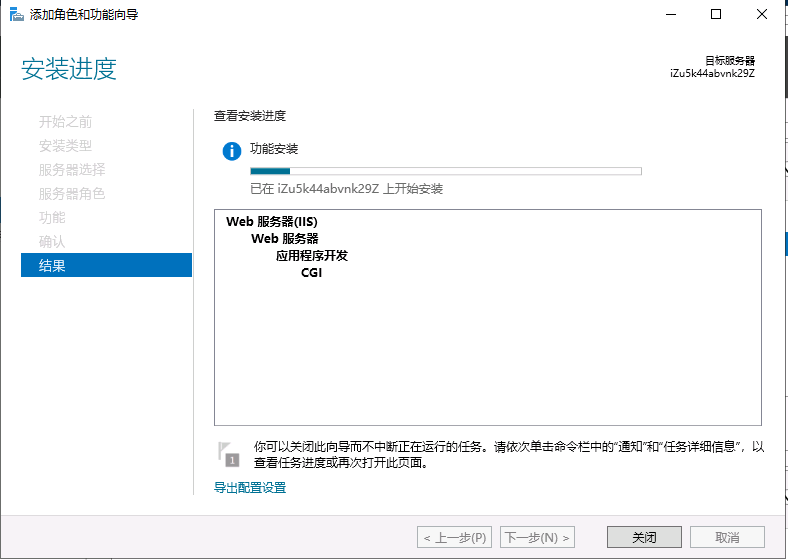 添加角色和功能向导
安装进度
目标服务器
iZu5k44abvnk29Z
开始之前
安装类型
服务器选择
服务器角色
功能
确认
结果
查看安装进度
功能安装
已在 iZu5k44abvnk29Z 上开始安装
Web 服务器(IIS)
Web 服务器
应用程序开发
CGI
1
你可以关闭此向导而不中断正在运行的任务。请依次单击命令栏中的“通知”和“任务详细信息”，以
查看任务进度或再次打开此页面。
导出配置设置
< 上一步(P)
下一步(N) >
关闭
取消